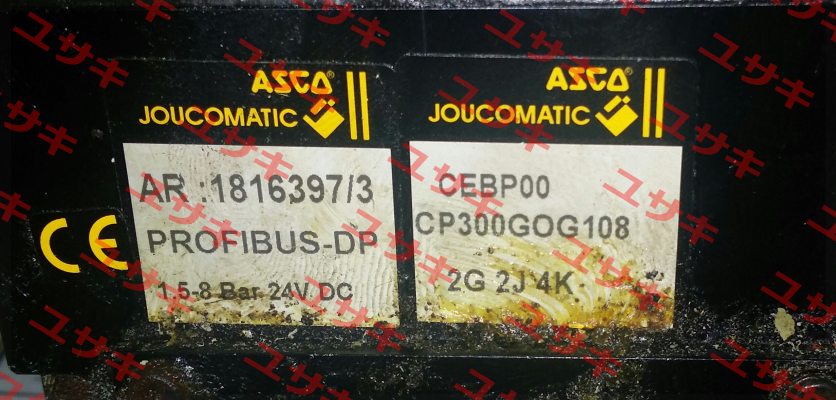 ASCO®
JOUCOMATIC
AR :1816397/3
PROFIBUS-DP
1,5-8 Bar 24V DC
CE
ASCO®
JOUCOMATIC
CEBP00
CP300GOG108
2G 2J 4K
ユサキ